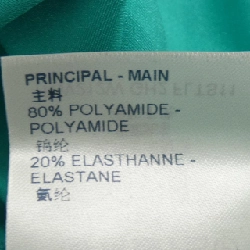 PRINCIPAL - MAIN
主料
80% POLYAMIDE -
POLYAMIDE
锦纶
20% ELASTHANNE -
ELASTANE
氨纶